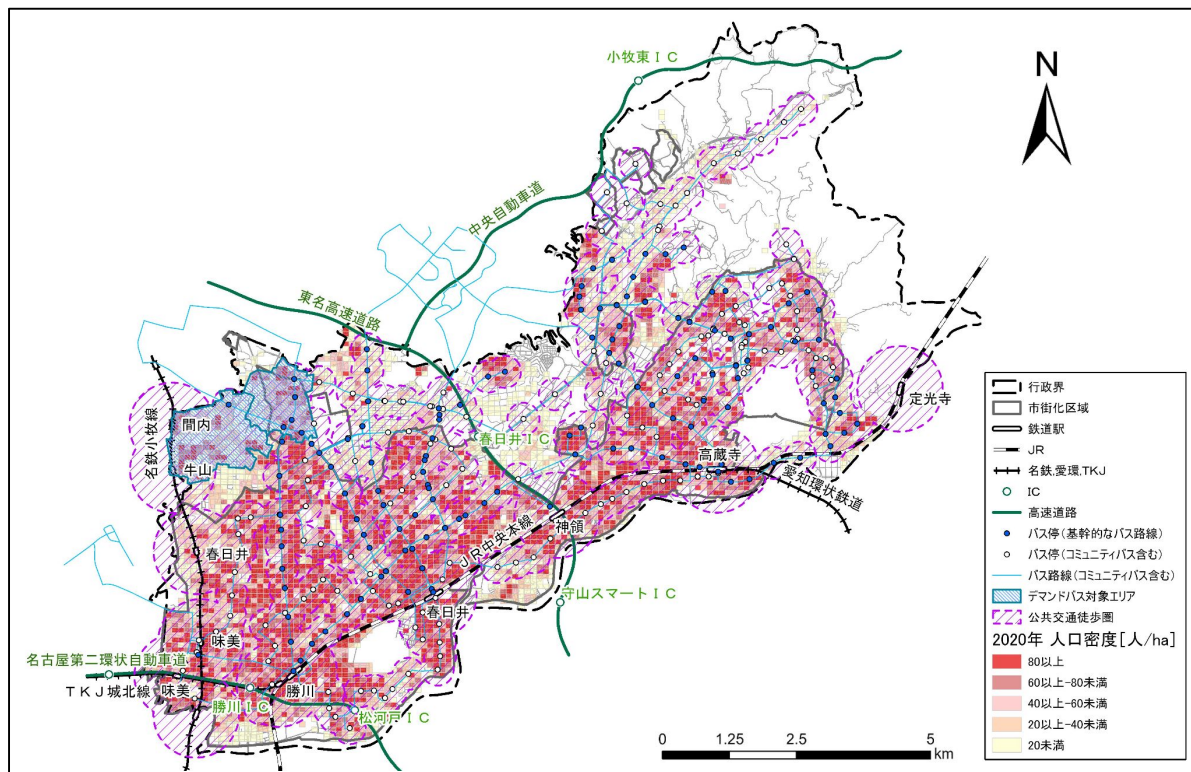 小牧東ＩＣ
N
中央自動車道
東名高速道路
名鉄小牧線
間内
牛山
春日井ＩＣ
定光寺
高蔵寺
愛知環状鉄道
ＪＲ中央本線
神領
春日井
守山スマートＩＣ
春日井
味美
名古屋第二環状自動車道
ＴＫＪ城北線
味美
勝川
勝川ＩＣ
松河戸ＩＣ
0 1.25 2.5 5
km
行政界
市街化区域
鉄道駅
JR
名鉄,愛環,TKJ
IC
高速道路
バス停(基幹的なバス路線)
バス停(コミュニティバス含む)
バス路線(コミュニティバス含む)
デマンドバス対象エリア
公共交通徒歩圏
2020年 人口密度[人/ha]
80以上
60以上-80未満
40以上-60未満
20以上-40未満
20未満